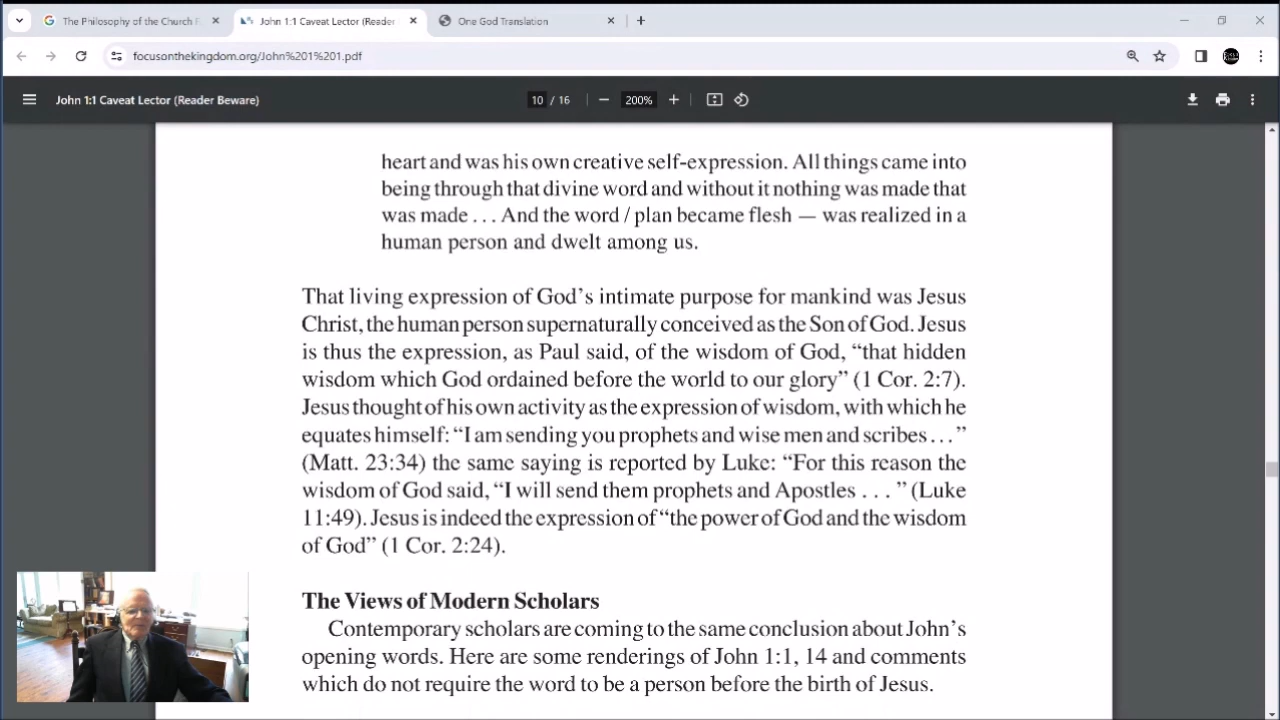 The Philosophy of the Church F
John 1:1 Caveat Lector (Reader
One God Translation
focusonthekingdom.org/John%201%201.pdf
John 1:1 Caveat Lector (Reader Beware)
10 / 16
200%
heart and was his own creative self-expression. All things came into
being through that divine word and without it nothing was made that
was made . . . And the word / plan became flesh — was realized in a
human person and dwelt among us.
That living expression of God’s intimate purpose for mankind was Jesus
Christ, the human person supernaturally conceived as the Son of God. Jesus
is thus the expression, as Paul said, of the wisdom of God, “that hidden
wisdom which God ordained before the world to our glory” (1 Cor. 2:7).
Jesus thought of his own activity as the expression of wisdom, with which he
equates himself: “I am sending you prophets and wise men and scribes . . .”
(Matt. 23:34) the same saying is reported by Luke: “For this reason the
wisdom of God said, “I will send them prophets and Apostles . . . ” (Luke
11:49). Jesus is indeed the expression of “the power of God and the wisdom
of God” (1 Cor. 2:24).
The Views of Modern Scholars
Contemporary scholars are coming to the same conclusion about John’s
opening words. Here are some renderings of John 1:1, 14 and comments
which do not require the word to be a person before the birth of Jesus.